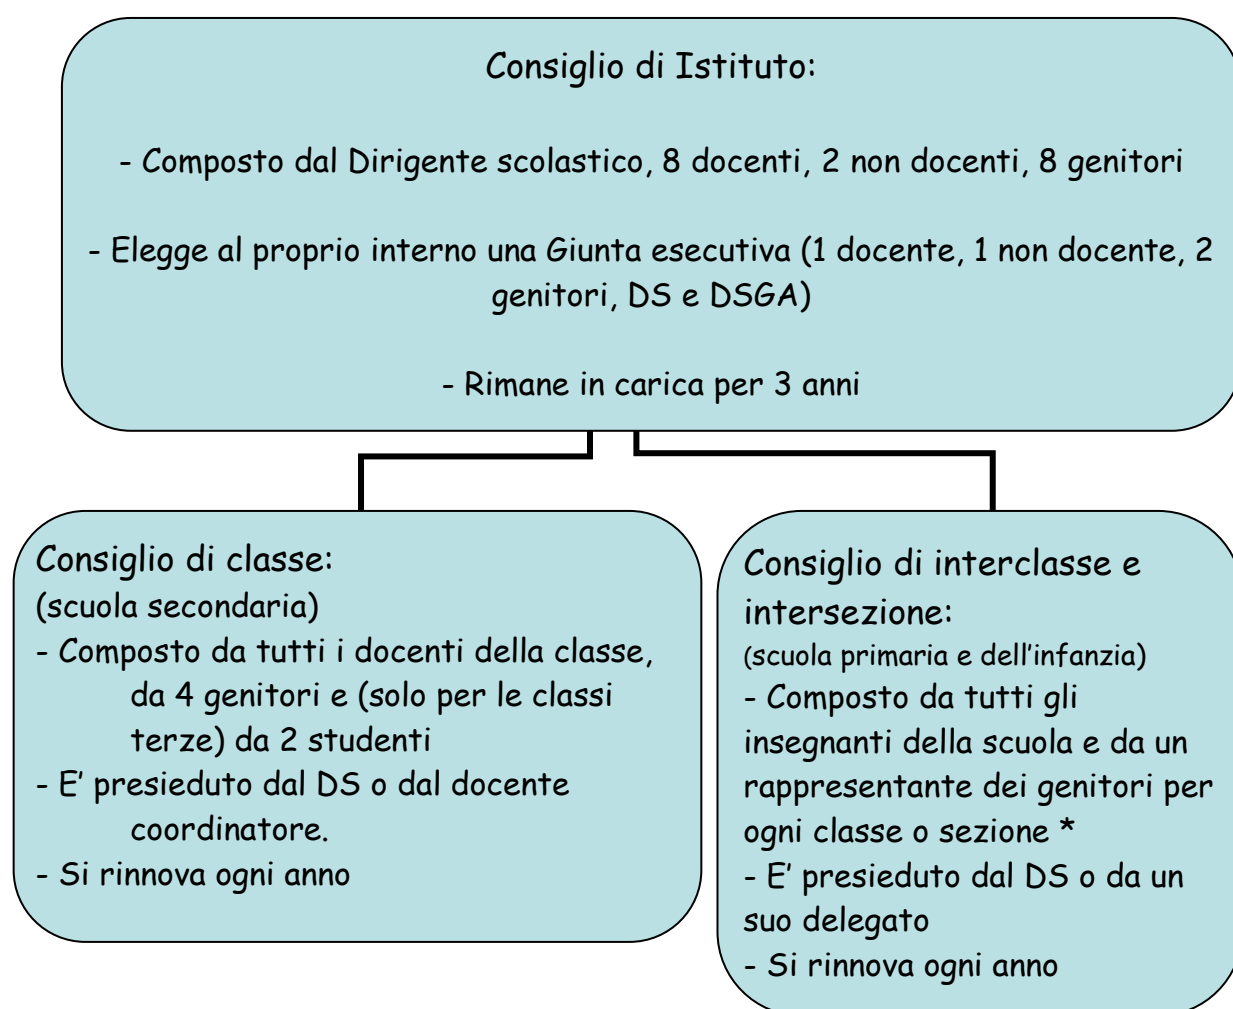 Consiglio di Istituto:
- Composto dal Dirigente scolastico, 8 docenti, 2 non docenti, 8 genitori
- Elegge al proprio interno una Giunta esecutiva (1 docente, 1 non docente, 2
genitori, DS e DSGA)
- Rimane in carica per 3 anni
Consiglio di classe:
(scuola secondaria)
- Composto da tutti i docenti della classe,
da 4 genitori e (solo per le classi
terze) da 2 studenti
- E’ presieduto dal DS o dal docente
coordinatore.
- Si rinnova ogni anno
Consiglio di interclasse e
intersezione:
(scuola primaria e dell’infanzia)
- Composto da tutti gli
insegnanti della scuola e da un
rappresentante dei genitori per
ogni classe o sezione *
- E’ presieduto dal DS o da un
suo delegato
- Si rinnova ogni anno